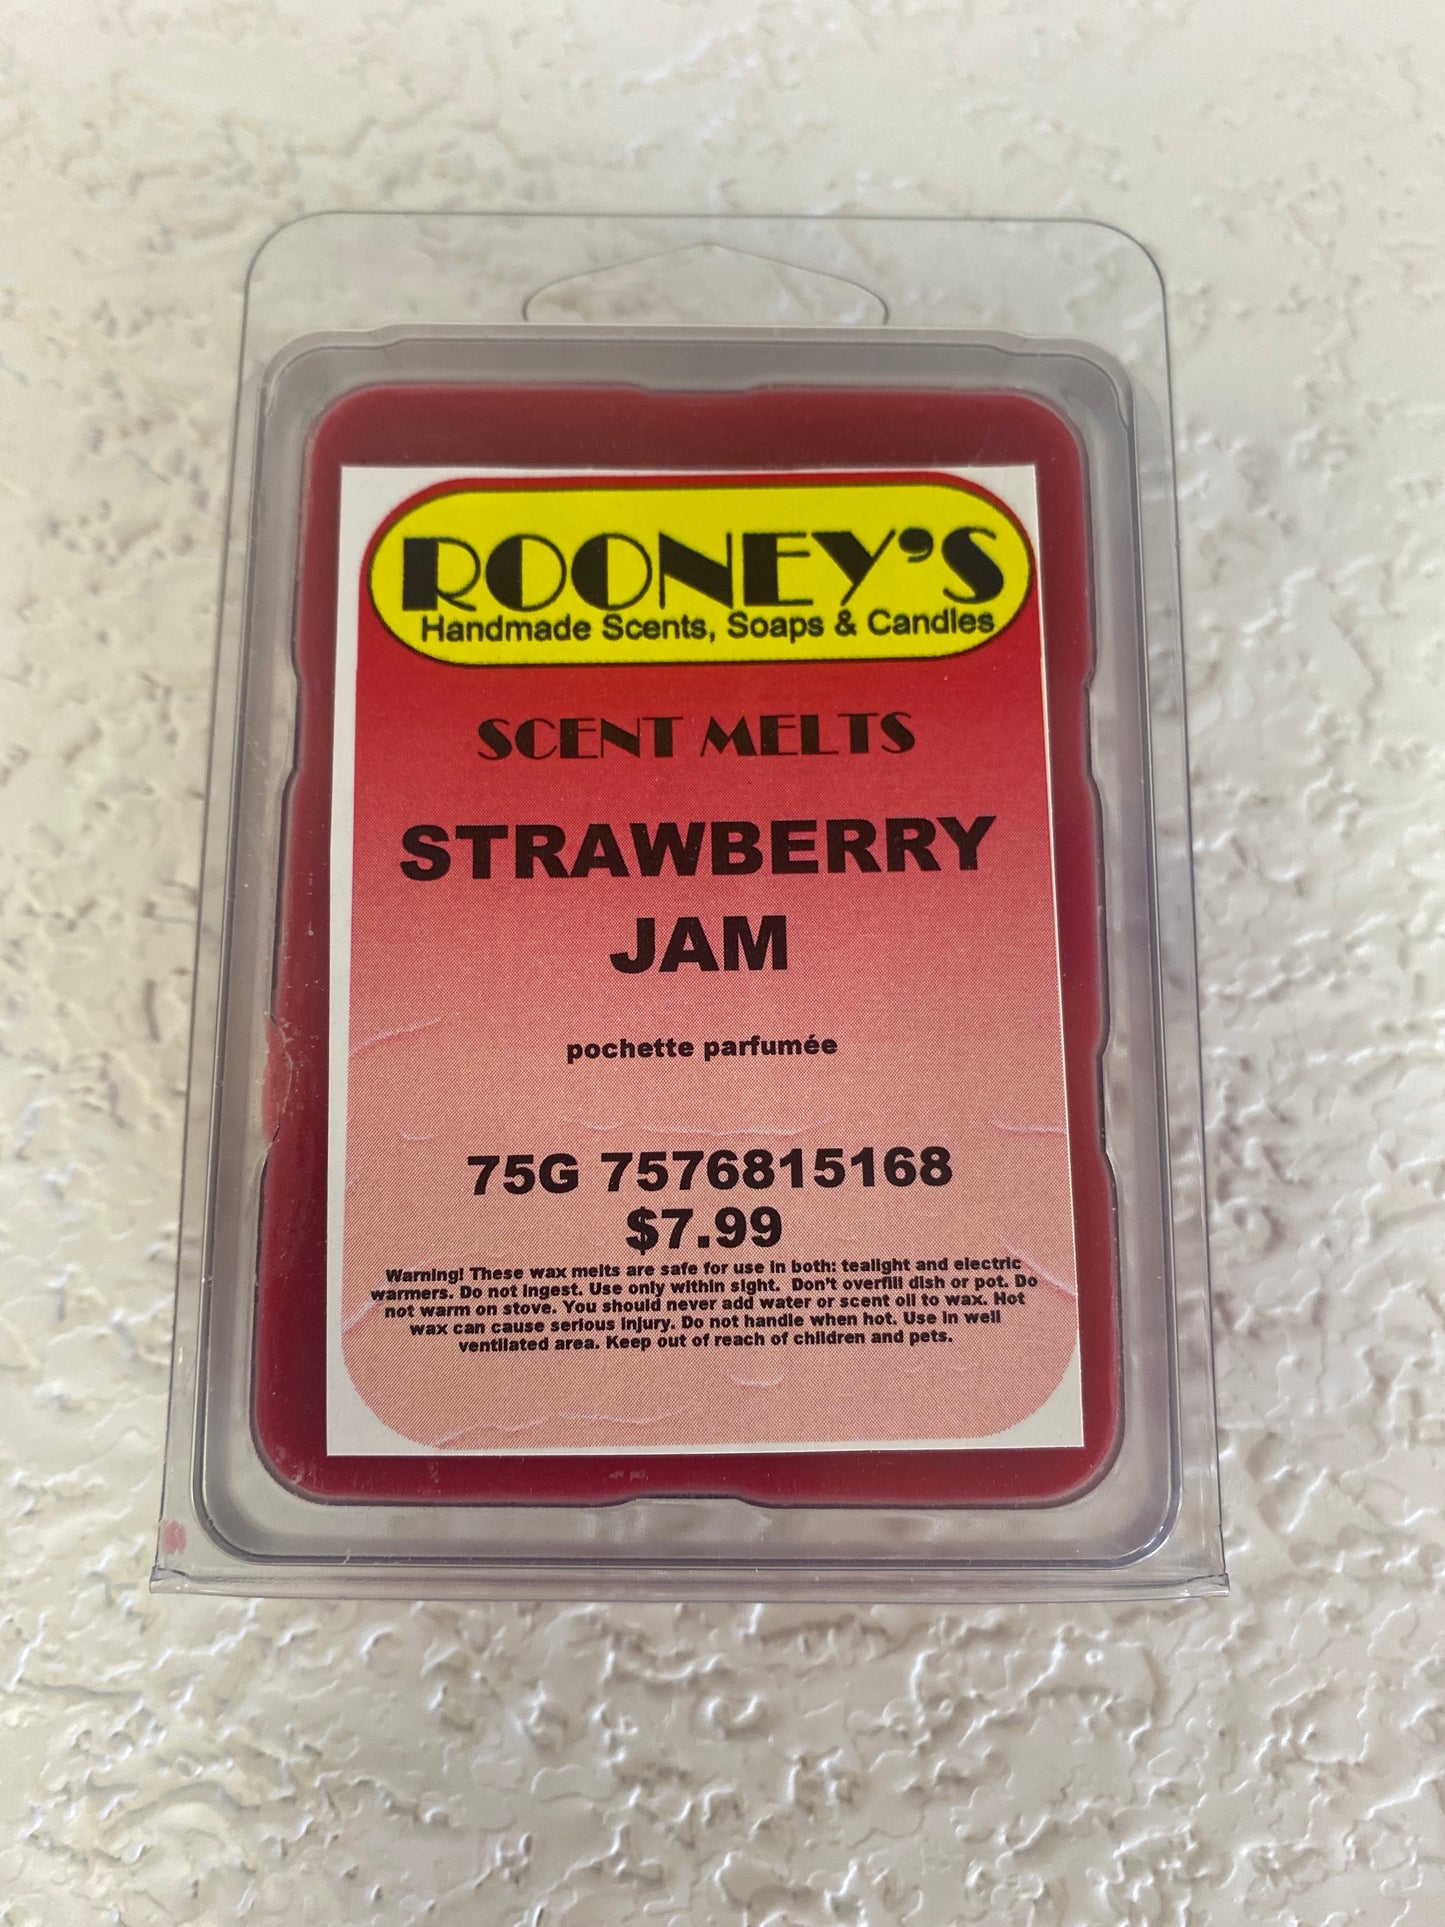 ROONEY'S
Handmade Scents, Soaps & Candles
SCENT MELTS
STRAWBERRY
JAM
pochette parfumée
75G 7576815168
$7.99
Warning! These wax melts are safe for use in both: tealight and electric
warmers. Do not ingest. Use only within sight. Don't overfill dish or pot. Do
not warm on stove. You should never add water or scent oil to wax. Hot
wax can cause serious injury. Do not handle when hot. Use in well
ventilated area. Keep out of reach of children and pets.